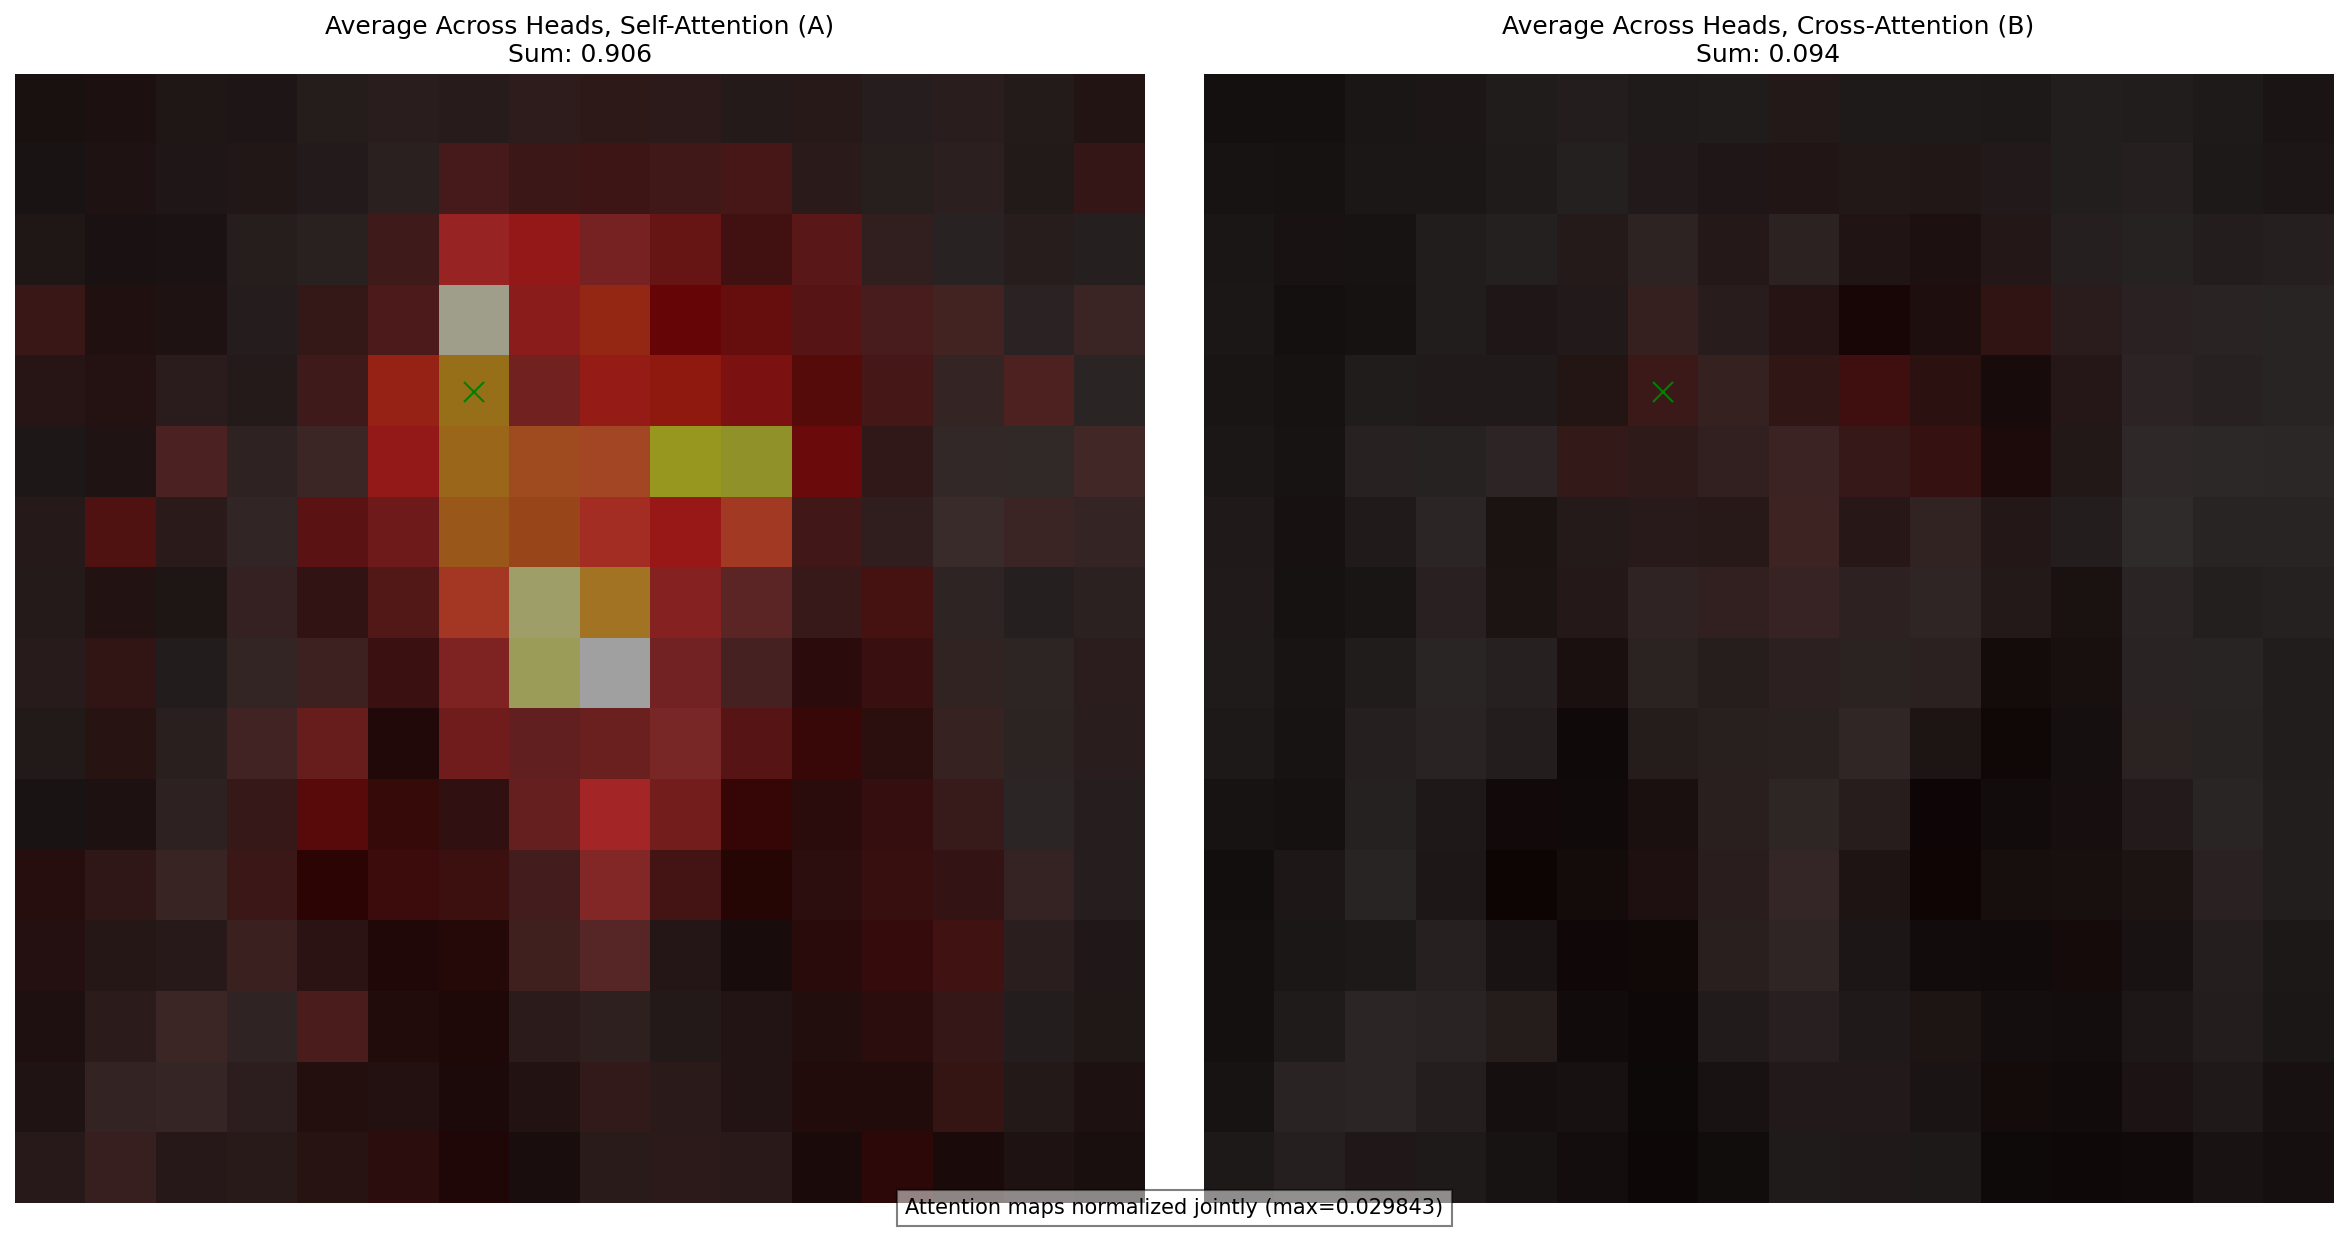 Average Across Heads, Self-Attention (A)
Sum: 0.906
Average Across Heads, Cross-Attention (B)
Sum: 0.094
Attention maps normalized jointly (max=0.029843)